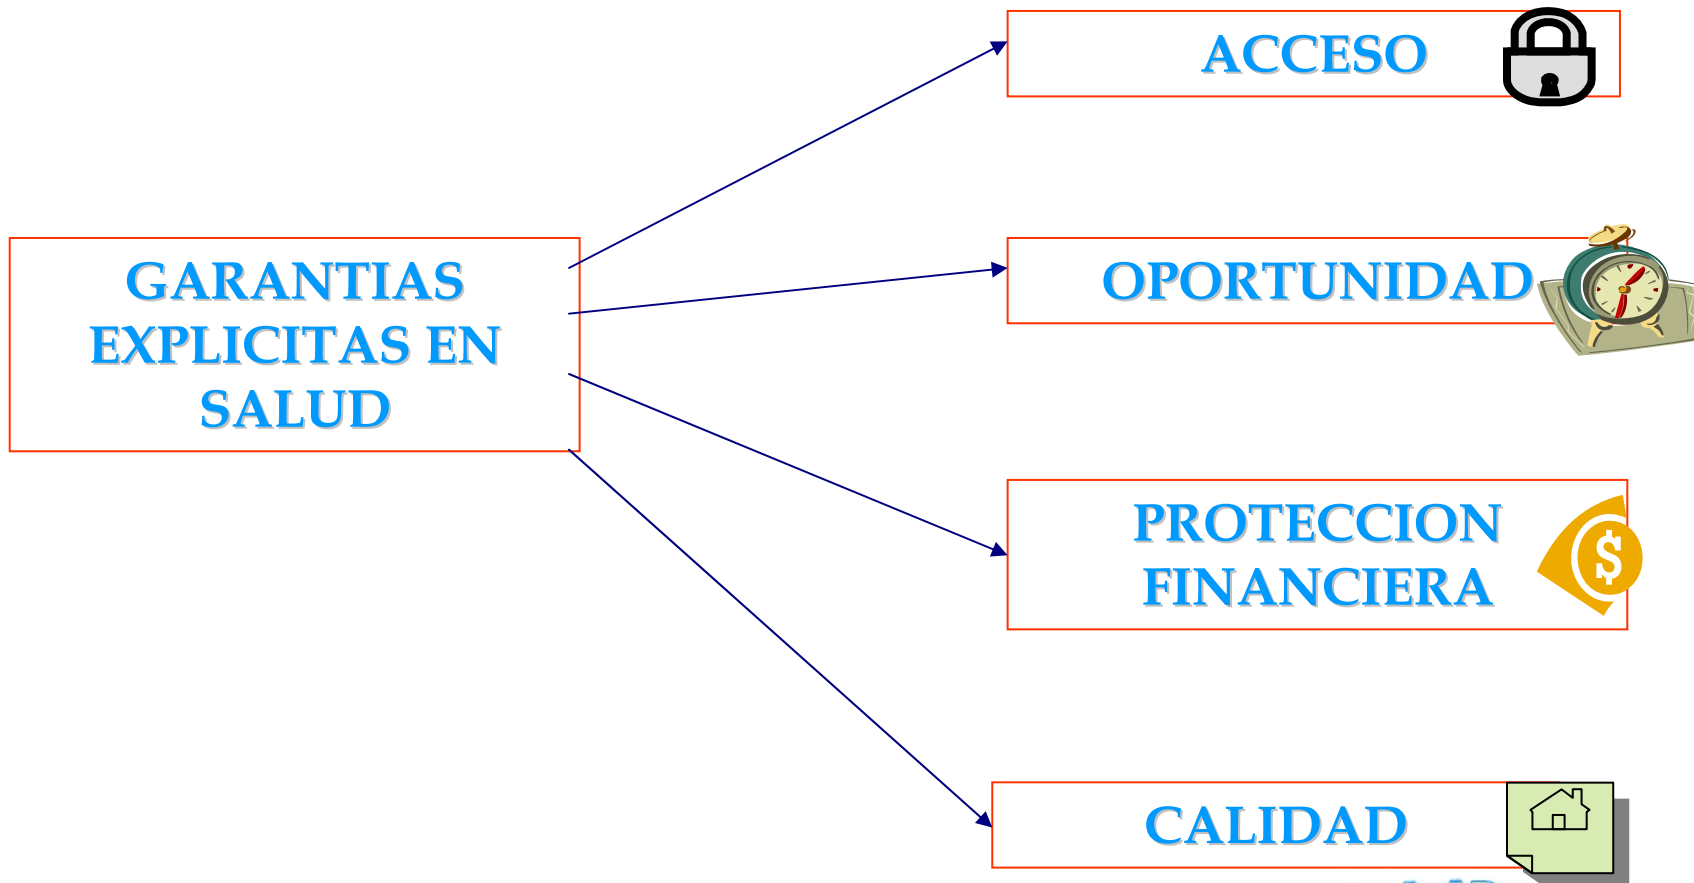 ACCESO
GARANTIAS
EXPLICITAS EN
SALUD
OPORTUNIDAD
PROTECCION
FINANCIERA
$
CALIDAD